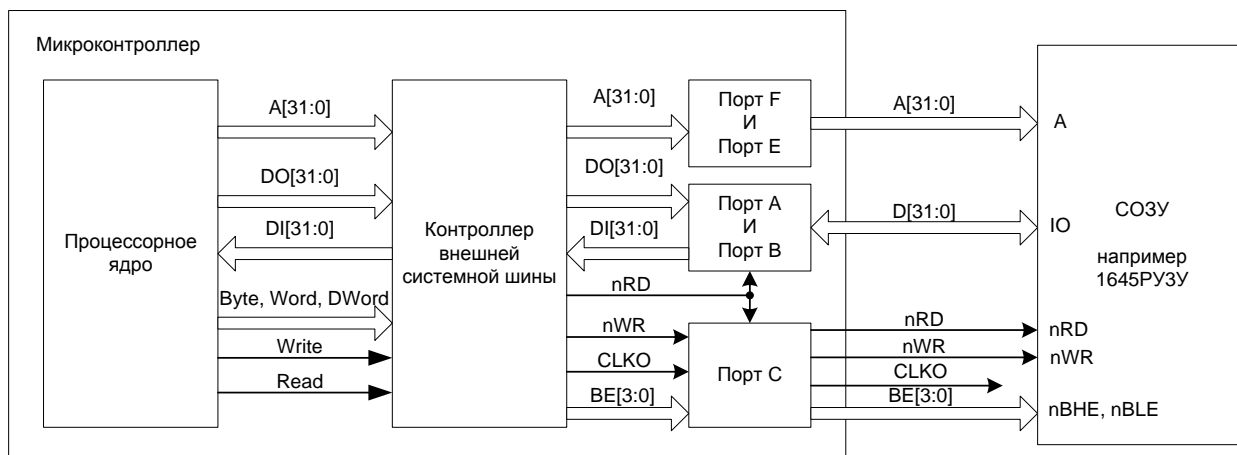 Микроконтроллер
Процессорное
ядро
A[31:0]
DO[31:0]
DI[31:0]
Byte, Word, DWord
Write
Read
Контроллер
внешней
системной шины
A[31:0]
DO[31:0]
DI[31:0]
nRD
nWR
CLKO
BE[3:0]
Порт F
И
Порт E
Порт A
И
Порт B
Порт C
A[31:0]
D[31:0]
nRD
nWR
CLKO
BE[3:0]
A
IO
nRD
nWR
nBHE, nBLE
СОЗУ
например
1645РУ3У